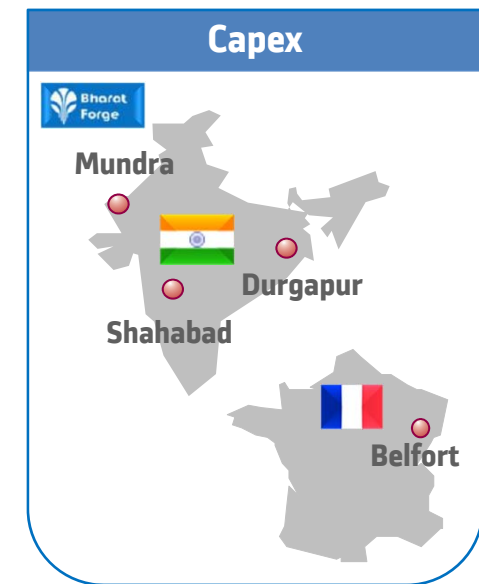 Capex
Bharat
Forge
Mundra
Durgapur
Shahabad
Belfort